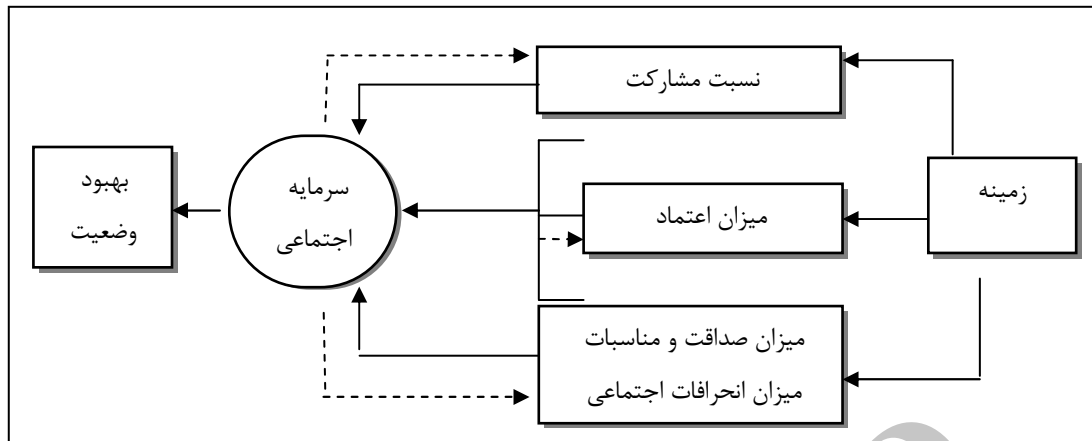 نسبت مشارکت
زمینه
میزان اعتماد
سرمایه
اجتماعی
بهبود
وضعیت
میزان صداقت و مناسبات
میزان انحرافات اجتماعی